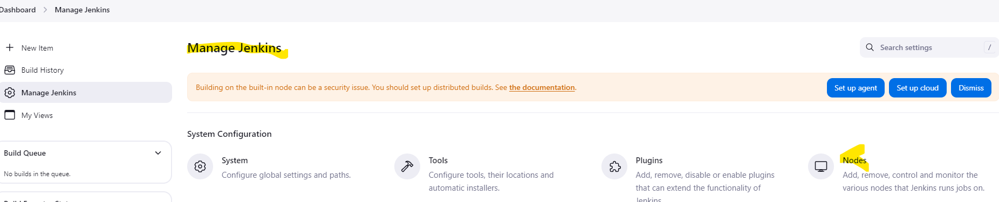 Dashboard > Manage Jenkins
New Item
Build History
Manage Jenkins
My Views
Build Queue
No builds in the queue.
Manage Jenkins
Search settings /
Building on the built-in node can be a security issue. You should set up distributed builds. See the documentation.
Set up agent Set up cloud Dismiss
System Configuration
System
Configure global settings and paths.
Tools
Configure tools, their locations and
automatic installers.
Plugins
Add, remove, disable or enable plugins
that can extend the functionality of
Jenkins.
Nodes
Add, remove, control and monitor the
various nodes that Jenkins runs jobs on.